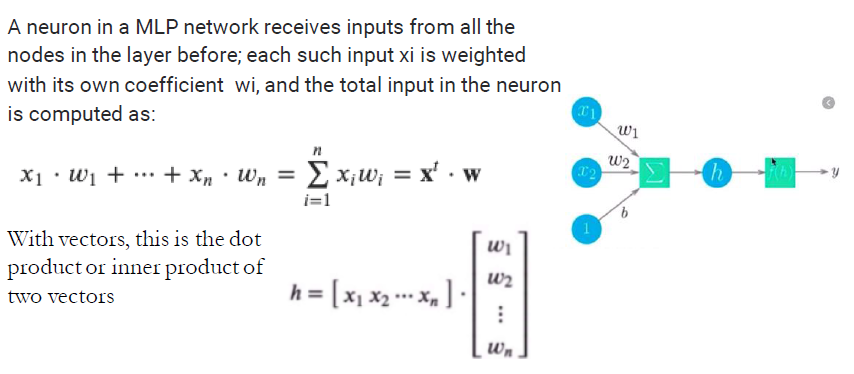 A neuron in a MLP network receives inputs from all the
nodes in the layer before; each such input xi is weighted
with its own coefficient wi, and the total input in the neuron
is computed as:
x₁ · w₁ + ··· + xₙ · wₙ = ∑ᵢ₌₁ⁿ xᵢwᵢ = xᵗ · w
With vectors, this is the dot
product or inner product of
two vectors
h = [ x₁ x₂ ··· xₙ ] ·
w₁
w₂
⋮
wₙ
x₁
w₁
x₂
w₂
∑
h
f(h)
y
b
1